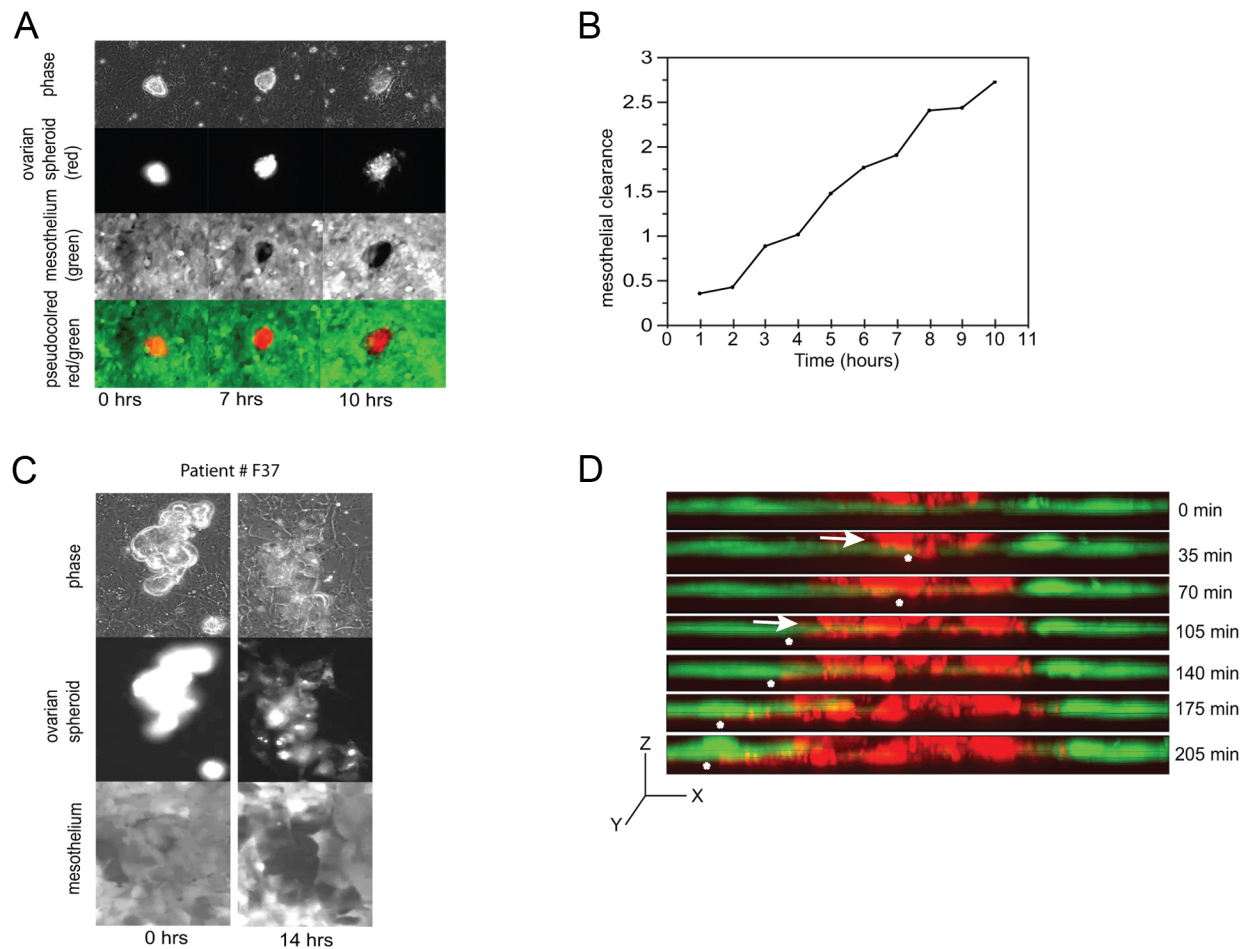 A
phase
ovarian
spheroid
(red)
mesothelium
(green)
pseudocolred
red/green
0 hrs
7 hrs
10 hrs
B
mesothelial clearance
3
2.5
2
1.5
1
0.5
0
0 1 2 3 4 5 6 7 8 9 10 11
Time (hours)
C
Patient # F37
phase
ovarian
spheroid
mesothelium
0 hrs
14 hrs
D
0 min
35 min
70 min
105 min
140 min
175 min
205 min
Z
X
Y